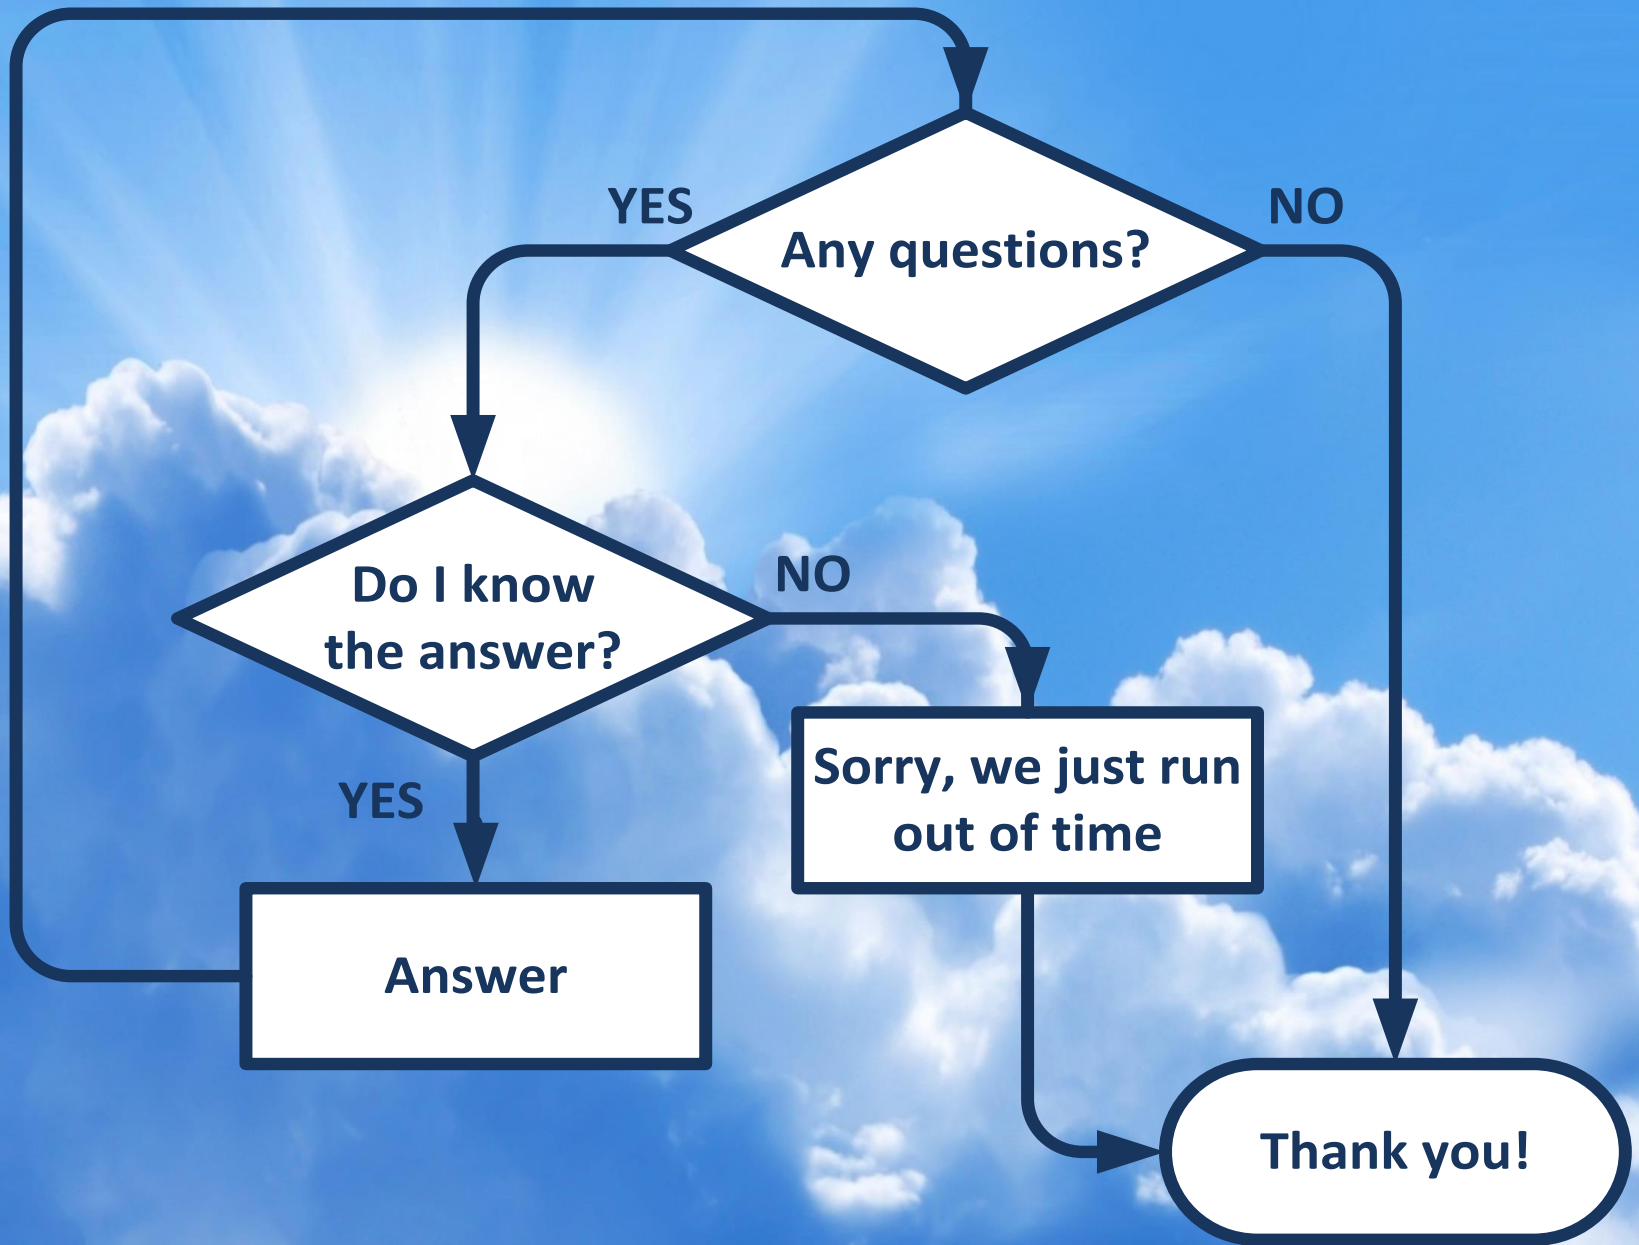 YES
NO
Any questions?
Do I know
the answer?
NO
Sorry, we just run
out of time
YES
Answer
Thank you!